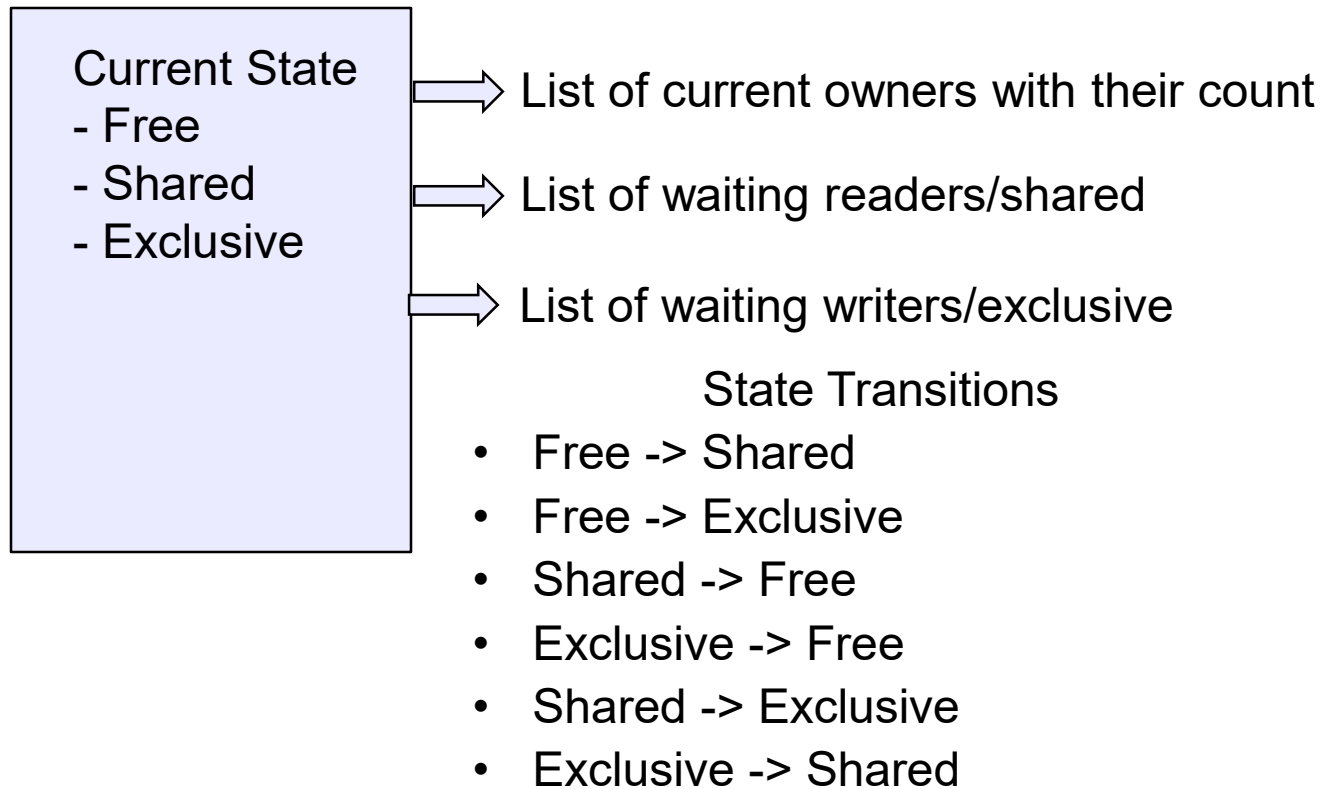 Current State
- Free
- Shared
- Exclusive
List of current owners with their count
List of waiting readers/shared
List of waiting writers/exclusive
State Transitions
• Free -> Shared
• Free -> Exclusive
• Shared -> Free
• Exclusive -> Free
• Shared -> Exclusive
• Exclusive -> Shared